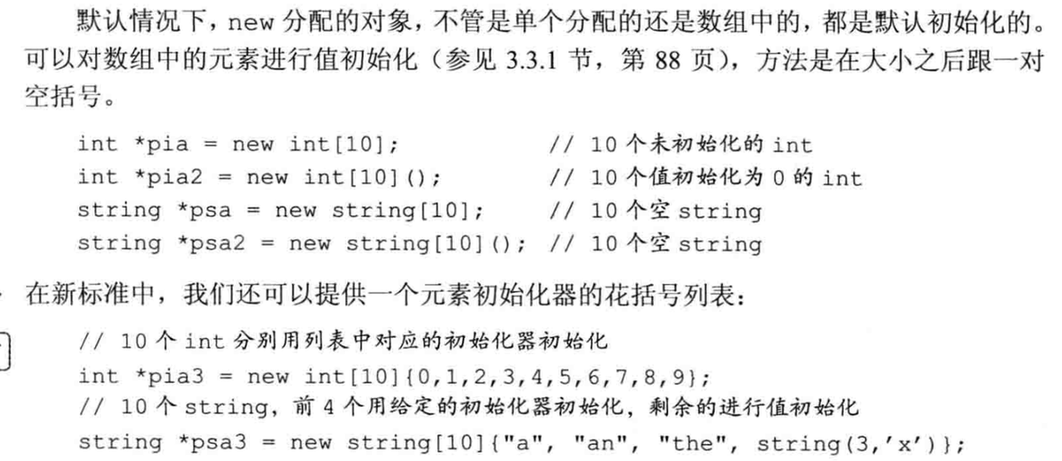 默认情况下，new 分配的对象，不管是单个分配的还是数组中的，都是默认初始化的。
可以对数组中的元素进行值初始化（参见 3.3.1 节，第 88 页），方法是在大小之后跟一对
空括号。
int *pia = new int[10]; // 10 个未初始化的 int
int *pia2 = new int[10](); // 10 个值初始化为 0 的 int
string *psa = new string[10]; // 10 个空 string
string *psa2 = new string[10](); // 10 个空 string
在新标准中，我们还可以提供一个元素初始化器的花括号列表：
// 10 个 int 分别用列表中对应的初始化器初始化
int *pia3 = new int[10]{0,1,2,3,4,5,6,7,8,9};
// 10 个 string，前 4 个用给定的初始化器初始化，剩余的进行值初始化
string *psa3 = new string[10]{"a", "an", "the", string(3,'x')};